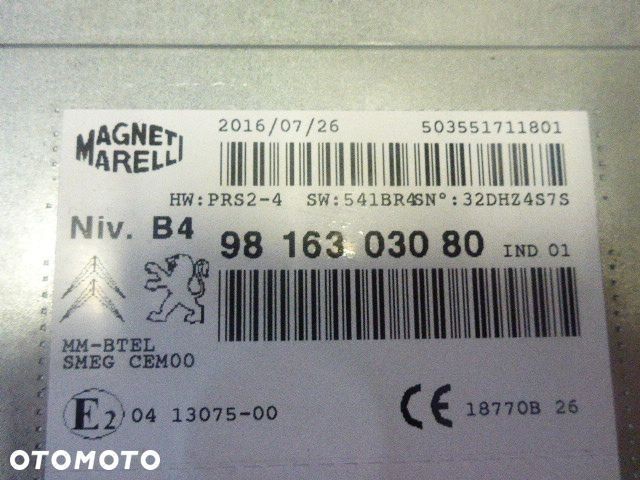 MAGNETI MARELLI
2016/07/26 503551711801
HW:PRS2-4 SW:541BR4SN°:32DHZ4S7S
Niv. B4 98 163 030 80 IND 01
MM-BTEL
SMEG CEM00
E2 04 13075-00 CE 18770B 26
OTOMOTO